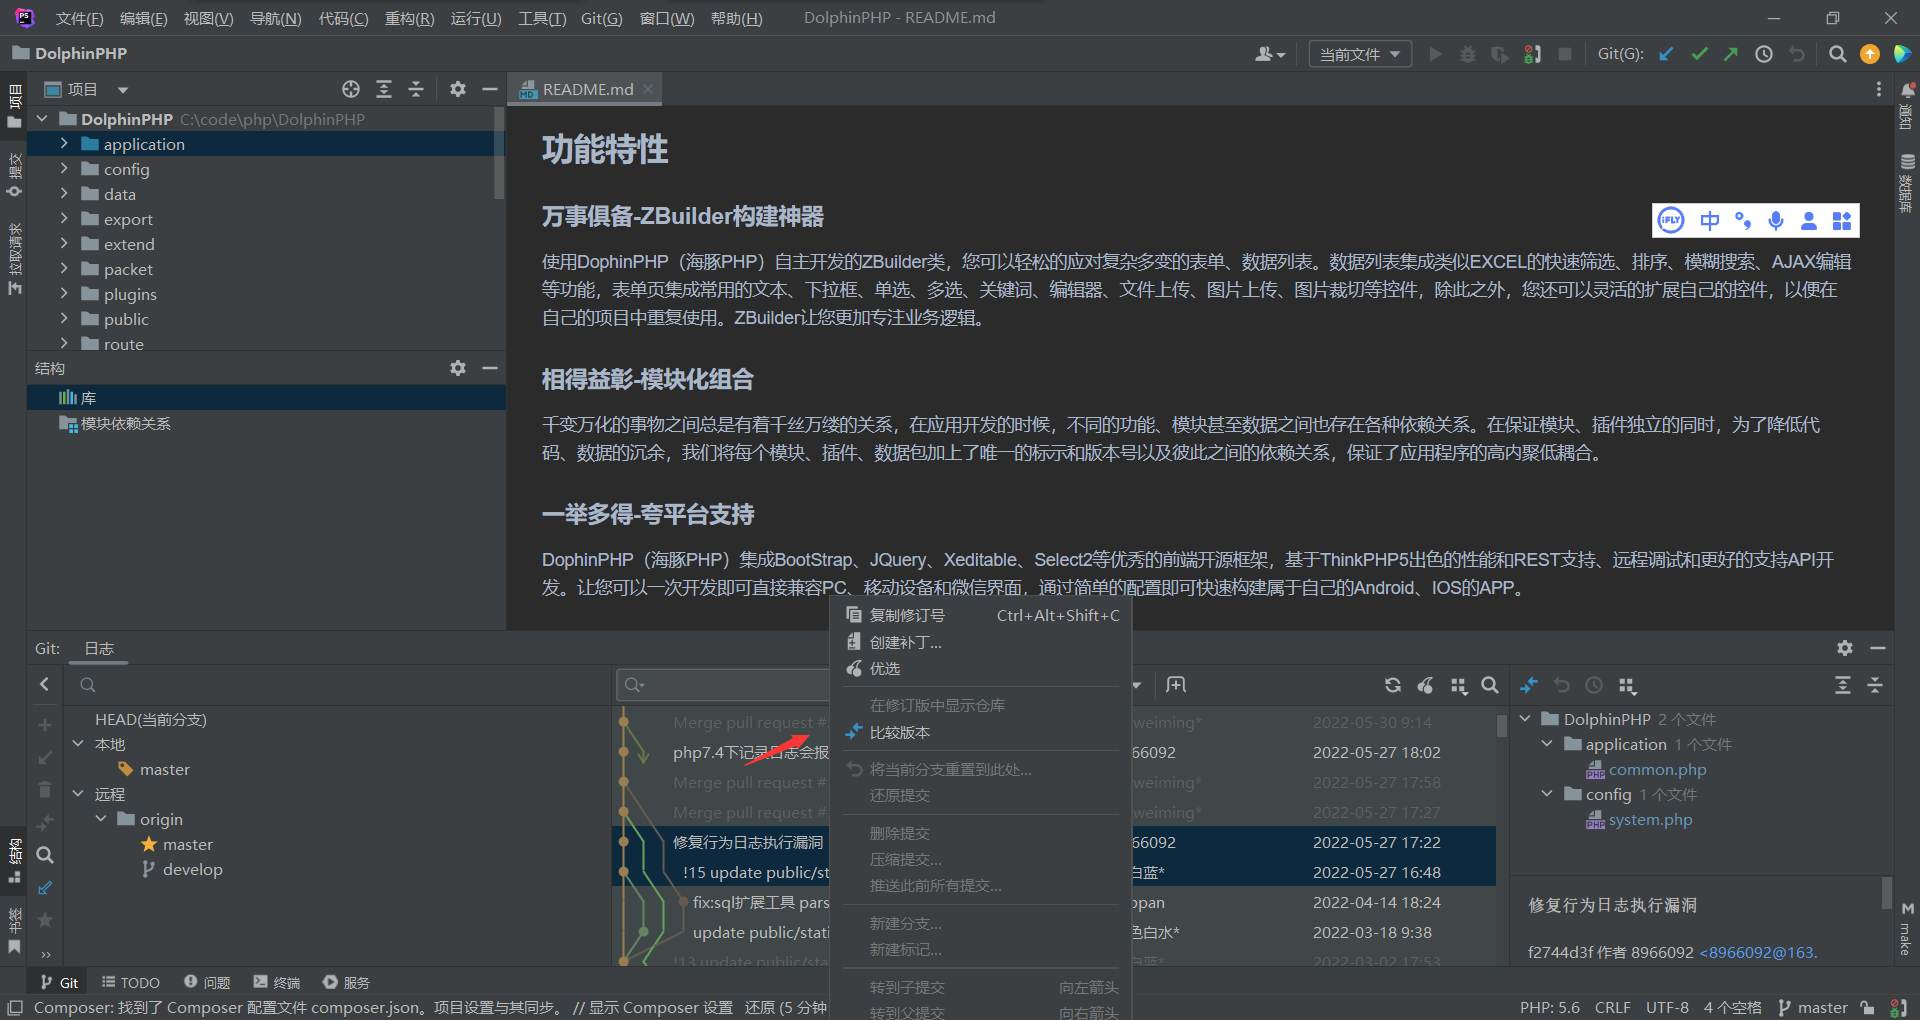 文件(F) 编辑(E) 视图(V) 导航(N) 代码(C) 重构(R) 运行(U) 工具(T) Git(G) 窗口(W) 帮助(H) DolphinPHP - README.md
DolphinPHP 当前文件 Git(G):
项目
README.md
DolphinPHP C:\code\php\DolphinPHP
application
config
data
export
extend
packet
plugins
public
route
结构
库
模块依赖关系
项目
提交
拉取请求
结构
书签
通知
数据库
make
功能特性
万事俱备-ZBuilder构建神器
使用DophinPHP（海豚PHP）自主开发的ZBuilder类，您可以轻松的应对复杂多变的表单、数据列表。数据列表集成类似EXCEL的快速筛选、排序、模糊搜索、AJAX编辑
等功能，表单页集成常用的文本、下拉框、单选、多选、关键词、编辑器、文件上传、图片上传、图片裁切等控件，除此之外，您还可以灵活的扩展自己的控件，以便在
自己的项目中重复使用。ZBuilder让您更加专注业务逻辑。
相得益彰-模块化组合
千变万化的事物之间总是有着千丝万缕的关系，在应用开发的时候，不同的功能、模块甚至数据之间也存在各种依赖关系。在保证模块、插件独立的同时，为了降低代
码、数据的沉余，我们将每个模块、插件、数据包加上了唯一的标示和版本号以及彼此之间的依赖关系，保证了应用程序的高内聚低耦合。
一举多得-夸平台支持
DophinPHP（海豚PHP）集成BootStrap、JQuery、Xeditable、Select2等优秀的前端开源框架，基于ThinkPHP5出色的性能和REST支持、远程调试和更好的支持API开
发。让您可以一次开发即可直接兼容PC、移动设备和微信界面，通过简单的配置即可快速构建属于自己的Android、IOS的APP。
iFLY 中
Git: 日志
HEAD(当前分支)
本地
master
远程
origin
master
develop
Merge pull request #
weiming* 2022-05-30 9:14
php7.4下记录日志会报
66092 2022-05-27 18:02
Merge pull request #
weiming* 2022-05-27 17:58
Merge pull request #
weiming* 2022-05-27 17:27
修复行为日志执行漏洞
66092 2022-05-27 17:22
!15 update public/st
白蓝* 2022-05-27 16:48
fix:sql扩展工具 pars
opan 2022-04-14 18:24
update public/stati
色白水* 2022-03-18 9:38
!13 update public/sta
白蓝* 2022-03-02 17:53
复制修订号 Ctrl+Alt+Shift+C
创建补丁...
优选
在修订版中显示仓库
比较版本
将当前分支重置到此处...
还原提交
删除提交
压缩提交...
推送此前所有提交...
新建分支...
新建标记...
转到子提交 向左箭头
转到父提交 向右箭头
DolphinPHP 2 个文件
application 1 个文件
common.php
config 1 个文件
system.php
修复行为日志执行漏洞
f2744d3f 作者 8966092 <8966092@163.
Git TODO 问题 终端 服务
Composer: 找到了 Composer 配置文件 composer.json。项目设置与其同步。 // 显示 Composer 设置 还原 (5 分钟
PHP: 5.6 CRLF UTF-8 4 个空格 master